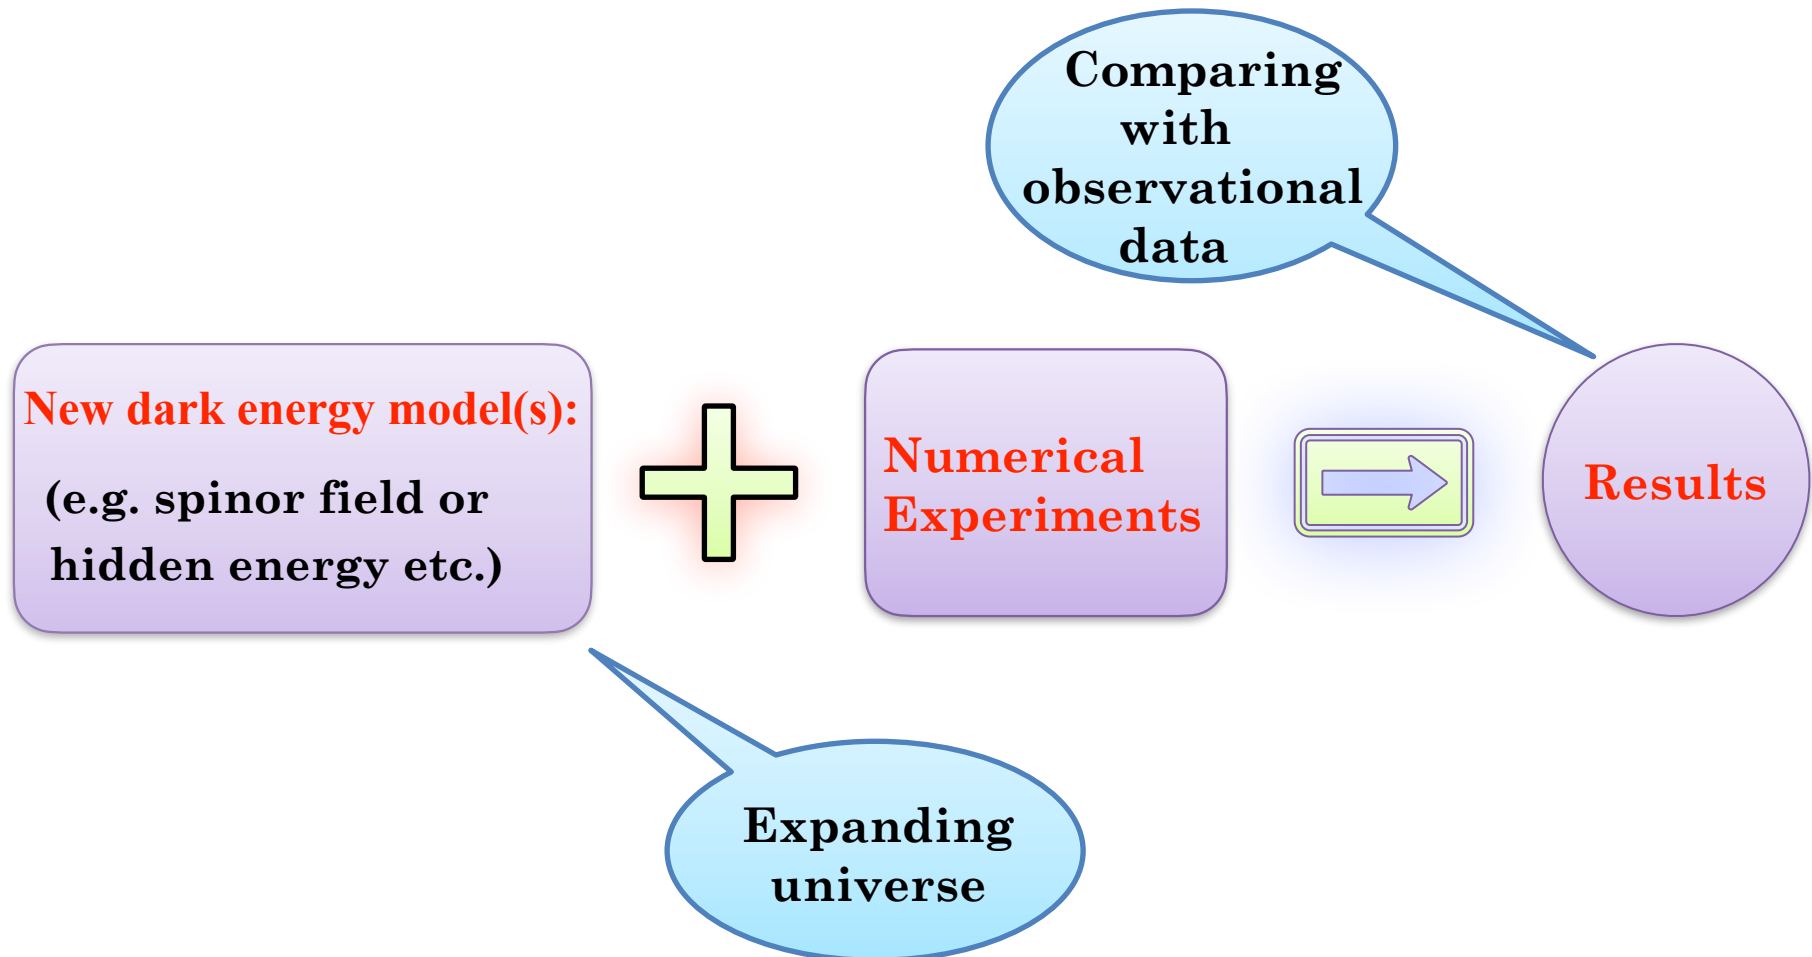 Comparing
with
observational
data
New dark energy model(s):
(e.g. spinor field or
hidden energy etc.)
Numerical
Experiments
Results
Expanding
universe